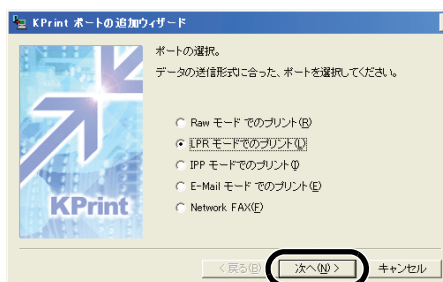 KPrint ポートの追加ウィザード
ポートの選択。
データの送信形式に合った、ポートを選択してください。
Raw モード でのプリント(R)
LPR モードでのプリント(L)
IPP モードでのプリント(I)
E-Mail モード でのプリント(E)
Network FAX(F)
KPrint
< 戻る(B)
次へ(N) >
キャンセル